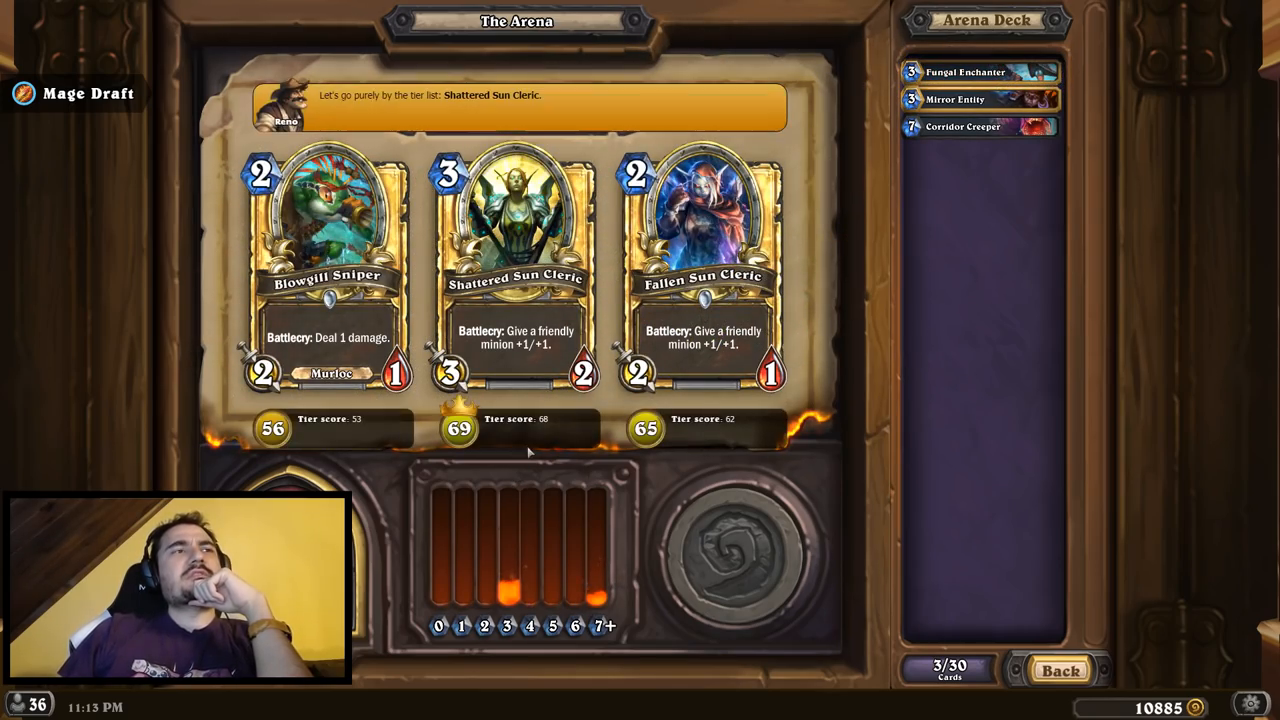 The Arena
Arena Deck
Mage Draft
Reno
Let's go purely by the tier list: Shattered Sun Cleric.
3 Fungal Enchanter
3 Mirror Entity
7 Corridor Creeper
2
Blowgill Sniper
Battlecry: Deal 1 damage.
2 Murloc 1
3
Shattered Sun Cleric
Battlecry: Give a friendly
minion +1/+1.
3 2
2
Fallen Sun Cleric
Battlecry: Give a friendly
minion +1/+1.
2 1
56 Tier score: 53
69 Tier score: 68
65 Tier score: 62
0 1 2 3 4 5 6 7+
3/30
Cards
Back
36 11:13 PM
10885